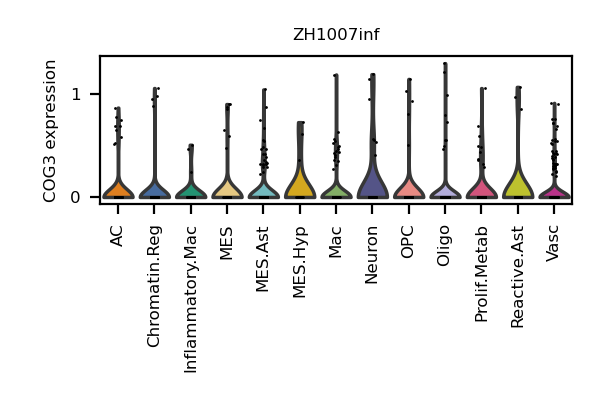 ZH1007inf
COG3 expression
1
0
AC
Chromatin.Reg
Inflammatory.Mac
MES
MES.Ast
MES.Hyp
Mac
Neuron
OPC
Oligo
Prolif.Metab
Reactive.Ast
Vasc